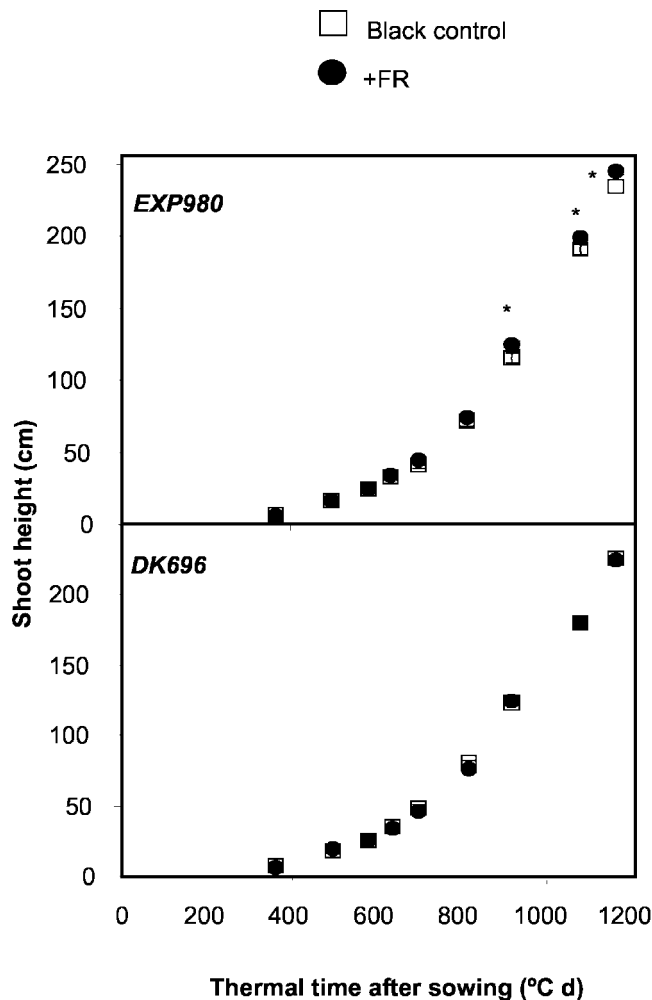 Black control
+FR
250
EXP980
*
*
200
*
150
100
50
0
Shoot height (cm)
DK696
200
150
100
50
0
0 200 400 600 800 1000 1200
Thermal time after sowing (ºC d)